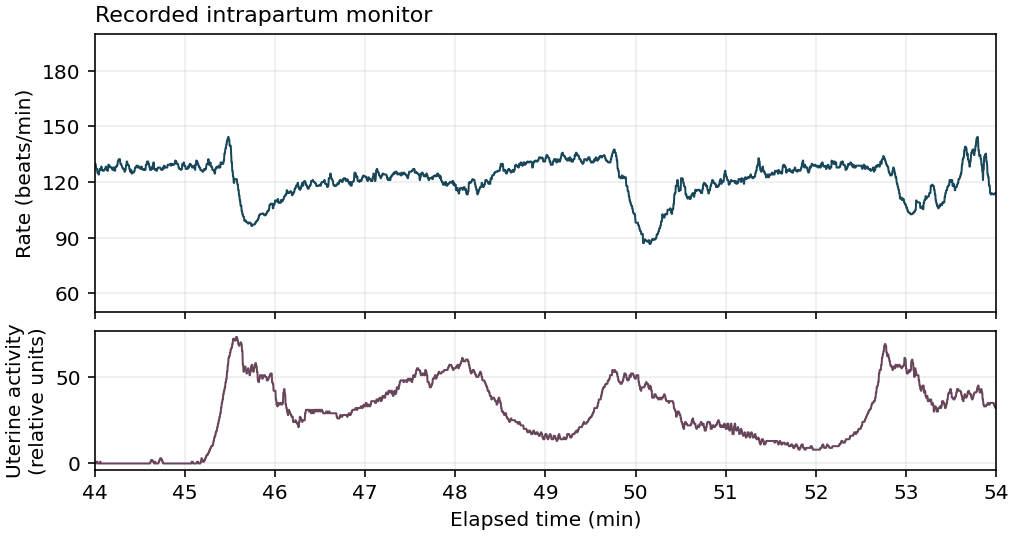 Recorded intrapartum monitor
Rate (beats/min)
180
150
120
90
60
Uterine activity
(relative units)
50
0
44 45 46 47 48 49 50 51 52 53 54
Elapsed time (min)